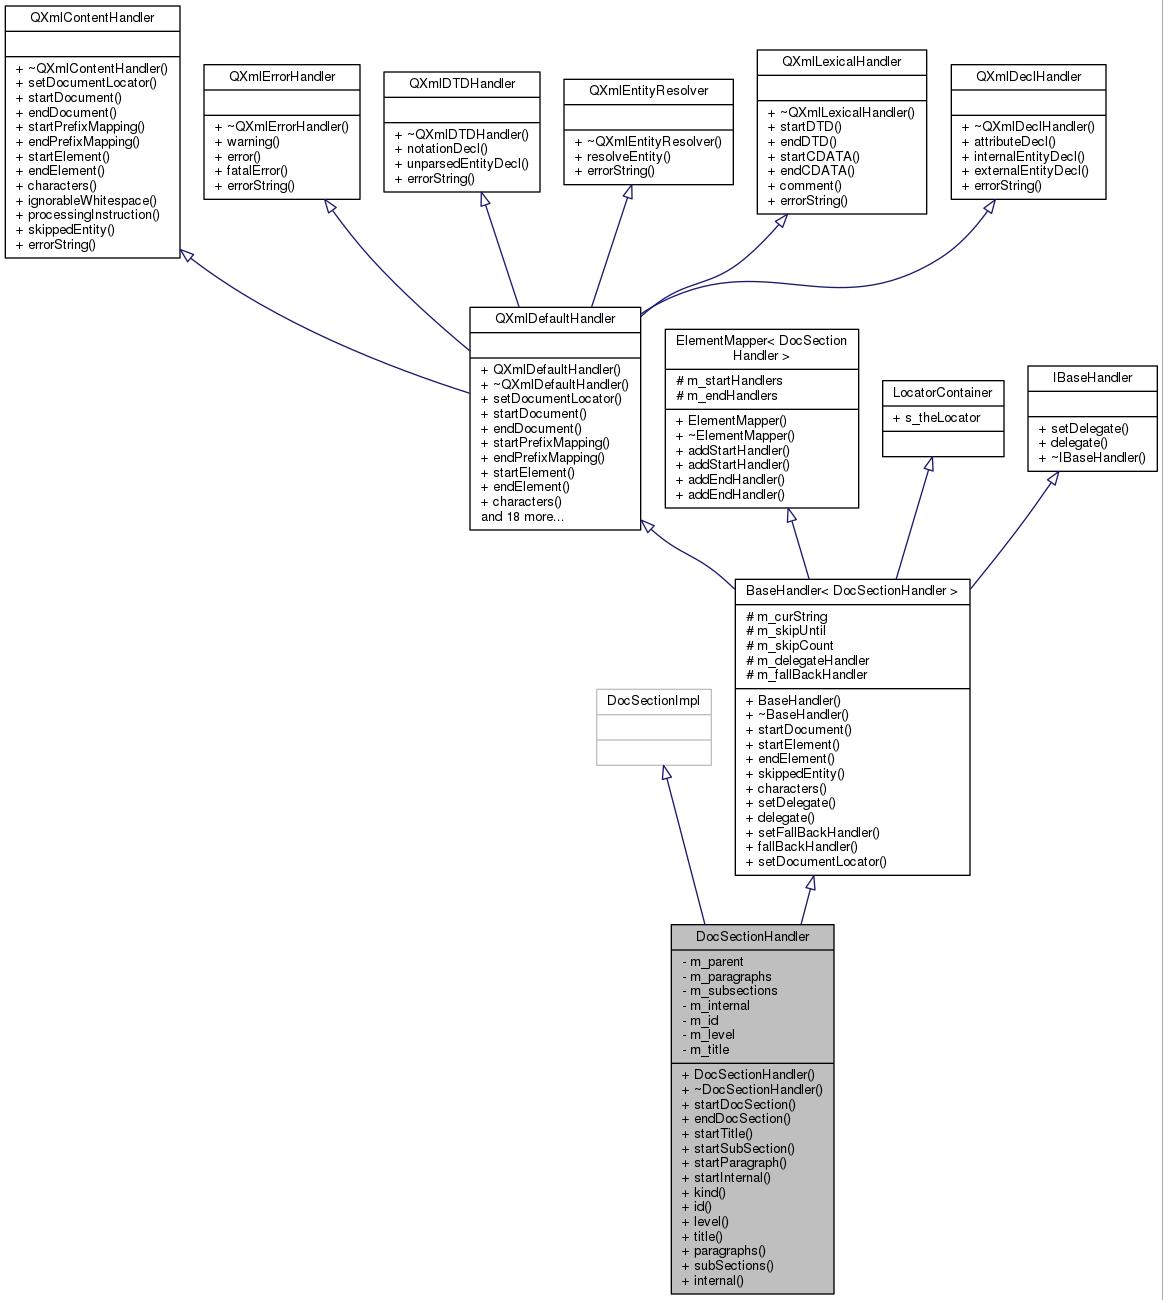 QXmlContentHandler
+ ~QXmlContentHandler()
+ setDocumentLocator()
+ startDocument()
+ endDocument()
+ startPrefixMapping()
+ endPrefixMapping()
+ startElement()
+ endElement()
+ characters()
+ ignorableWhitespace()
+ processingInstruction()
+ skippedEntity()
+ errorString()
QXmlErrorHandler
+ ~QXmlErrorHandler()
+ warning()
+ error()
+ fatalError()
+ errorString()
QXmlDTDHandler
+ ~QXmlDTDHandler()
+ notationDecl()
+ unparsedEntityDecl()
+ errorString()
QXmlEntityResolver
+ ~QXmlEntityResolver()
+ resolveEntity()
+ errorString()
QXmlLexicalHandler
+ ~QXmlLexicalHandler()
+ startDTD()
+ endDTD()
+ startCDATA()
+ endCDATA()
+ comment()
+ errorString()
QXmlDeclHandler
+ ~QXmlDeclHandler()
+ attributeDecl()
+ internalEntityDecl()
+ externalEntityDecl()
+ errorString()
QXmlDefaultHandler
+ QXmlDefaultHandler()
+ ~QXmlDefaultHandler()
+ setDocumentLocator()
+ startDocument()
+ endDocument()
+ startPrefixMapping()
+ endPrefixMapping()
+ startElement()
+ endElement()
+ characters()
and 18 more...
ElementMapper< DocSection
Handler >
# m_startHandlers
# m_endHandlers
+ ElementMapper()
+ ~ElementMapper()
+ addStartHandler()
+ addStartHandler()
+ addEndHandler()
+ addEndHandler()
LocatorContainer
+ s_theLocator
IBaseHandler
+ setDelegate()
+ delegate()
+ ~IBaseHandler()
BaseHandler< DocSectionHandler >
# m_curString
# m_skipUntil
# m_skipCount
# m_delegateHandler
# m_fallBackHandler
+ BaseHandler()
+ ~BaseHandler()
+ startDocument()
+ startElement()
+ endElement()
+ skippedEntity()
+ characters()
+ setDelegate()
+ delegate()
+ setFallBackHandler()
+ fallBackHandler()
+ setDocumentLocator()
DocSectionImpl
DocSectionHandler
- m_parent
- m_paragraphs
- m_subsections
- m_internal
- m_id
- m_level
- m_title
+ DocSectionHandler()
+ ~DocSectionHandler()
+ startDocSection()
+ endDocSection()
+ startTitle()
+ startSubSection()
+ startParagraph()
+ startInternal()
+ kind()
+ id()
+ level()
+ title()
+ paragraphs()
+ subSections()
+ internal()